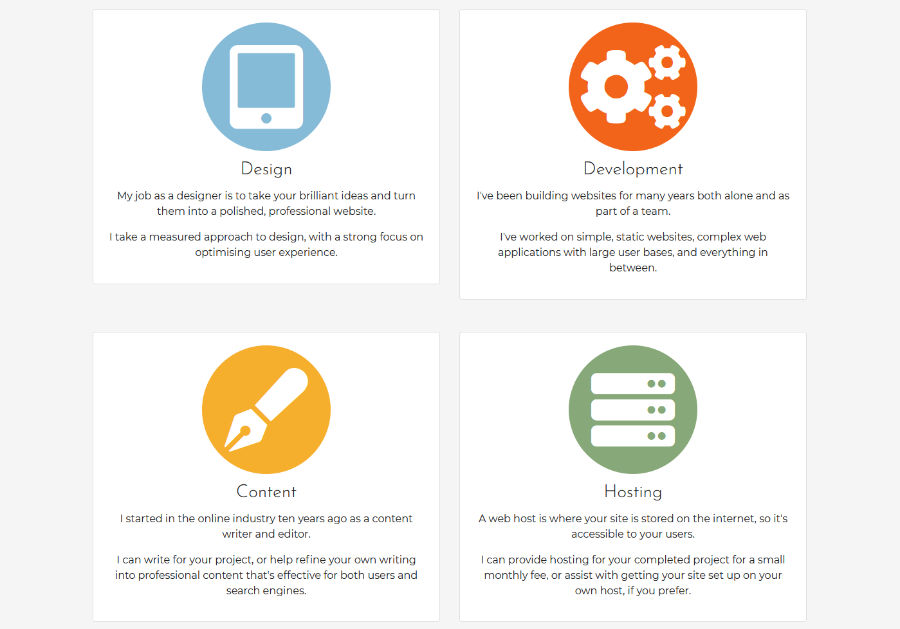 Design
My job as a designer is to take your brilliant ideas and turn
them into a polished, professional website.
I take a measured approach to design, with a strong focus on
optimising user experience.
Development
I've been building websites for many years both alone and as
part of a team.
I've worked on simple, static websites, complex web
applications with large user bases, and everything in
between.
Content
I started in the online industry ten years ago as a content
writer and editor.
I can write for your project, or help refine your own writing
into professional content that's effective for both users and
search engines.
Hosting
A web host is where your site is stored on the internet, so it's
accessible to your users.
I can provide hosting for your completed project for a small
monthly fee, or assist with getting your site set up on your
own host, if you prefer.